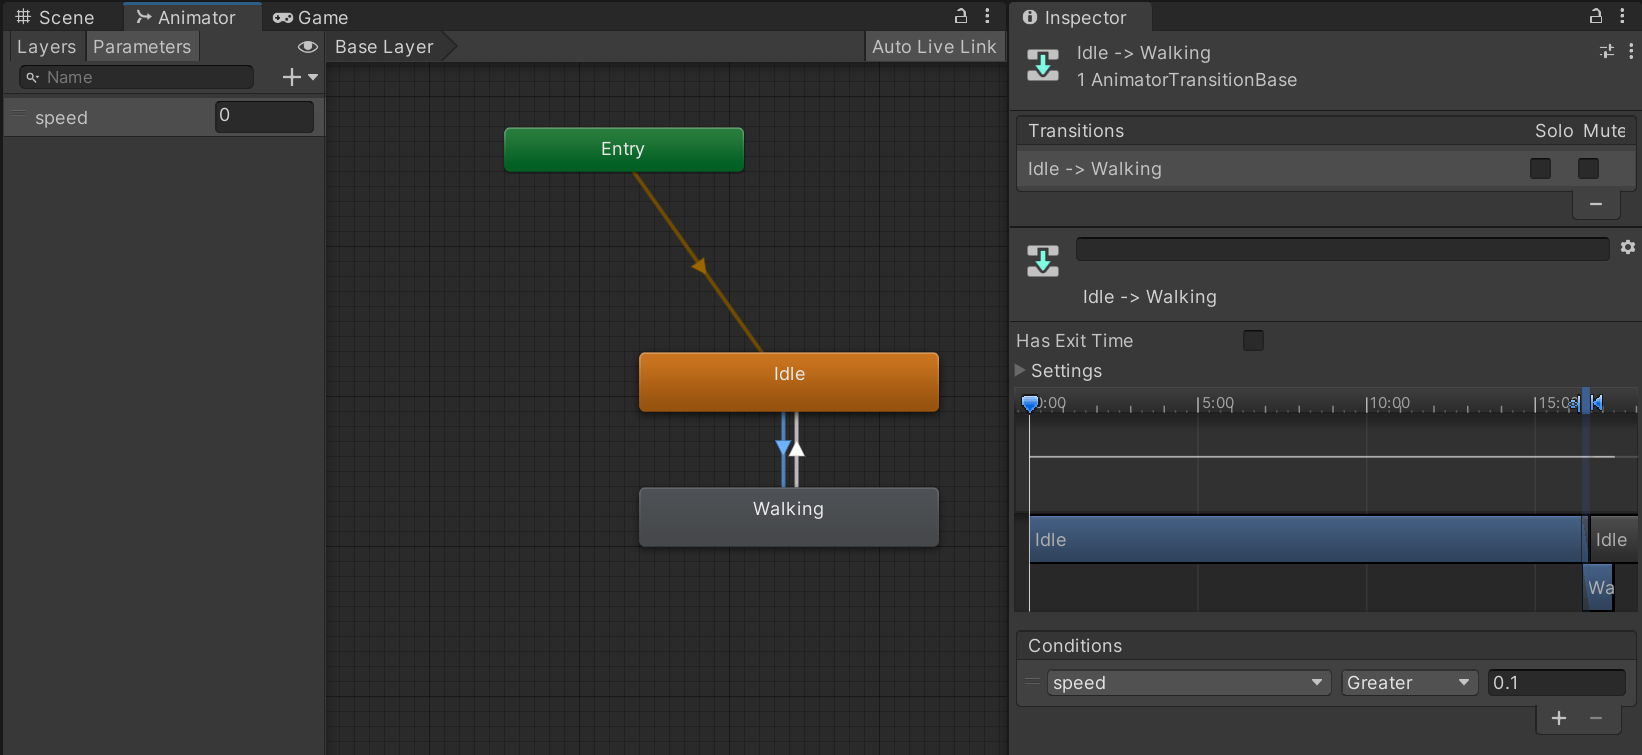 Scene
Animator
Game
Layers
Parameters
Base Layer
Auto Live Link
Name
speed
0
Entry
Idle
Walking
Inspector
Idle -> Walking
1 AnimatorTransitionBase
Transitions Solo Mute
Idle -> Walking
Idle -> Walking
Has Exit Time
Settings
0:00 5:00 10:00 15:00
Idle Idle
Wa
Conditions
speed Greater 0.1